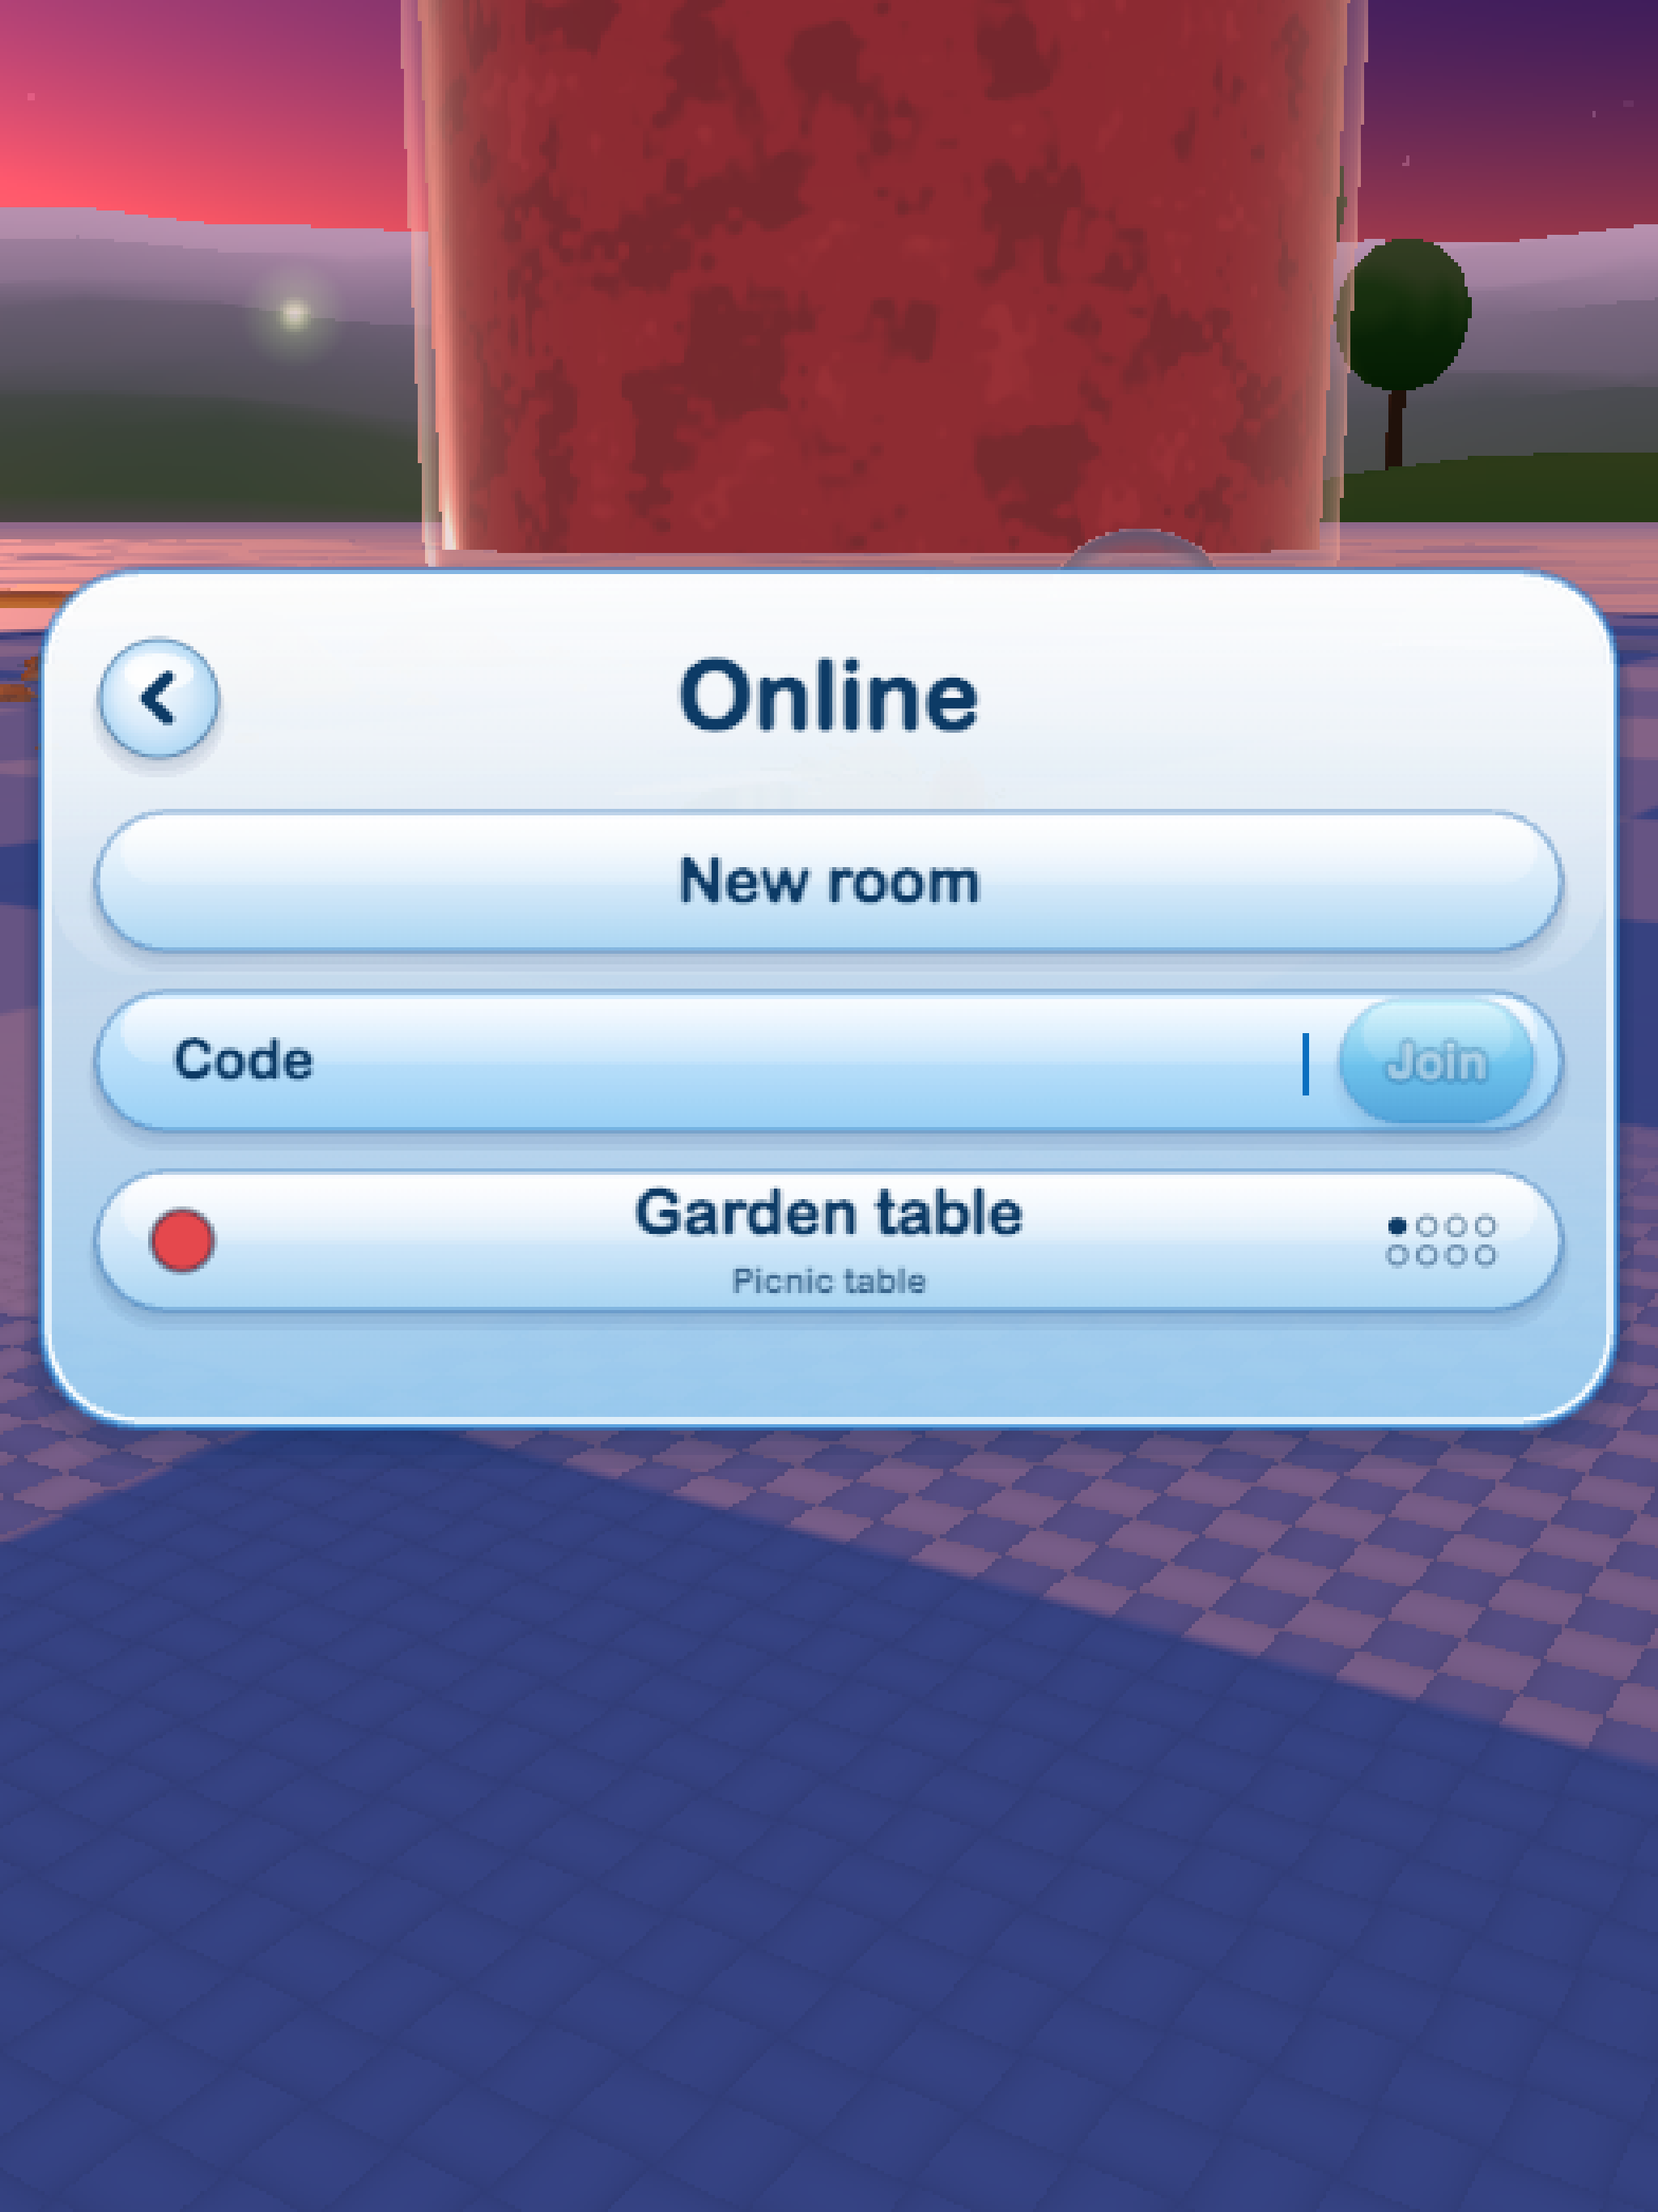 Online
New room
Code
Join
Garden table
Picnic table